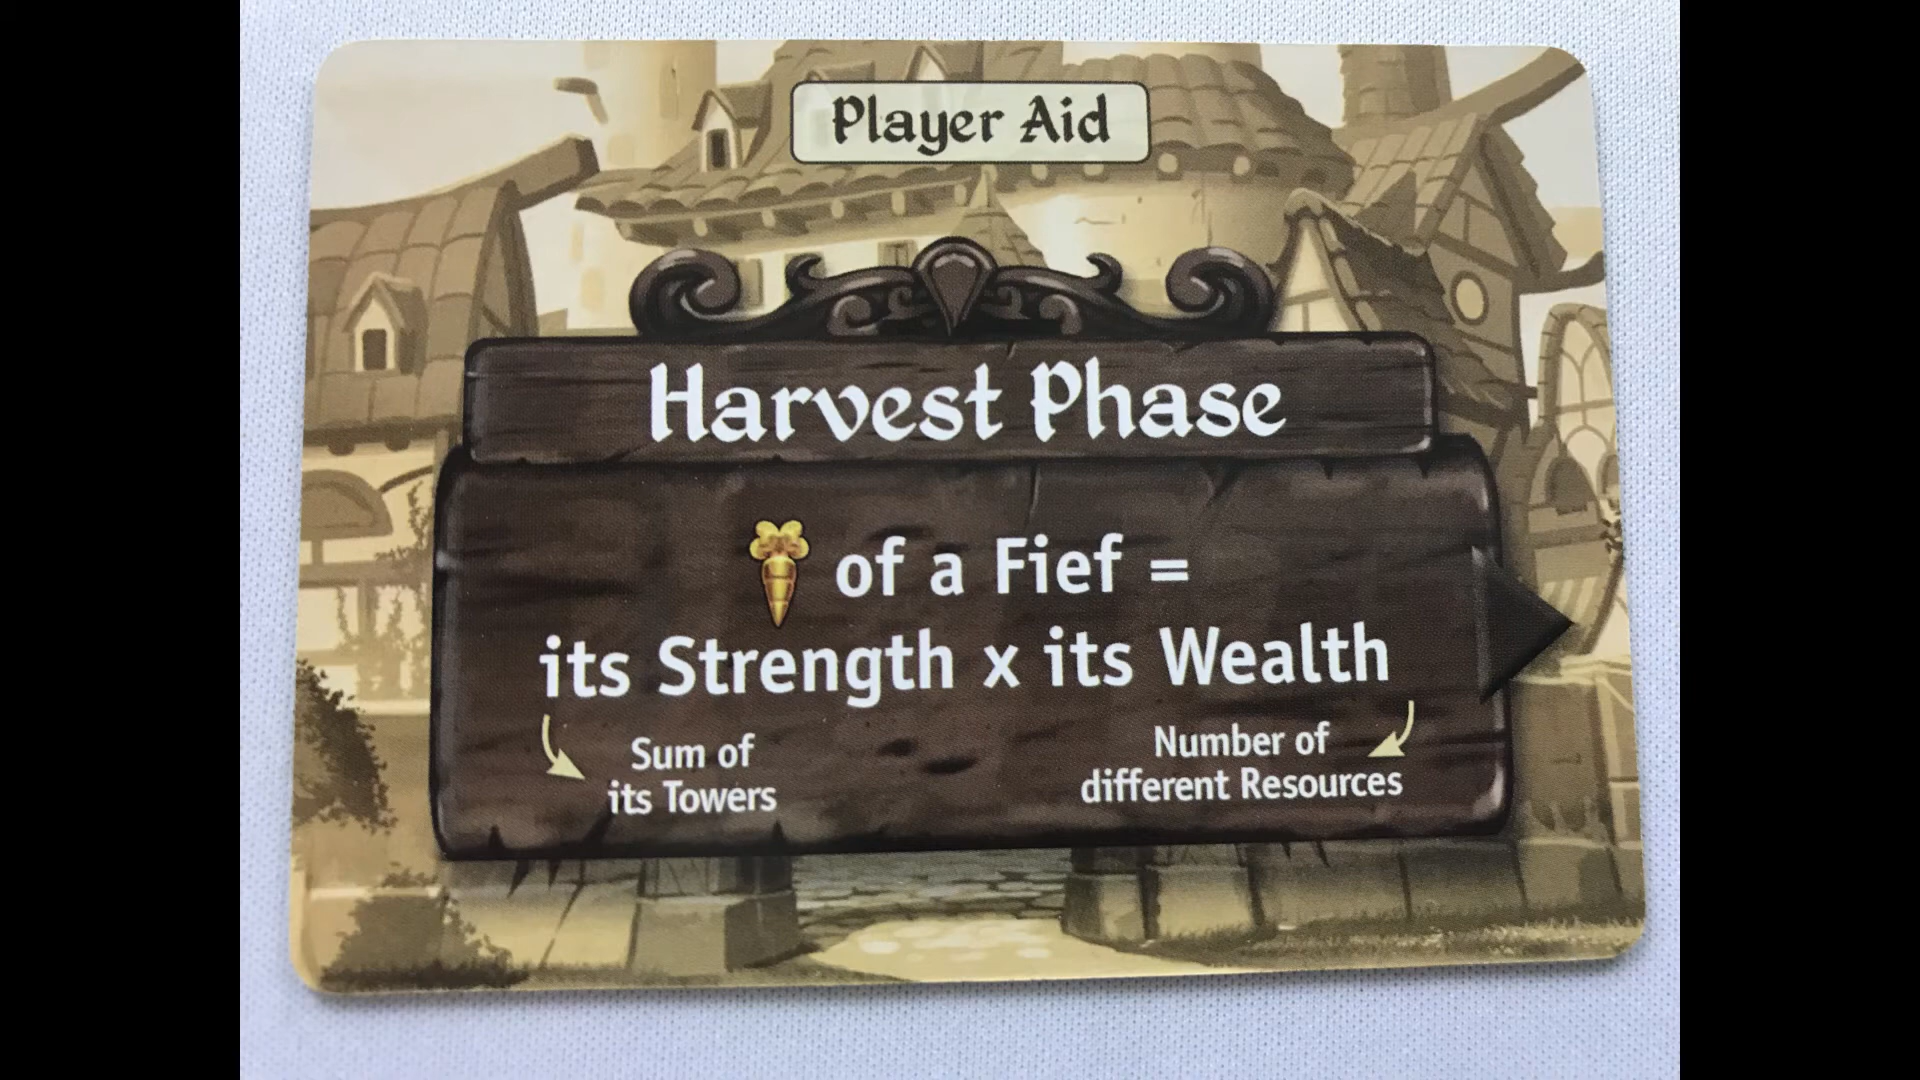 Player Aid
Harvest Phase
of a Fief =
its Strength x its Wealth
Sum of
its Towers
Number of
different Resources